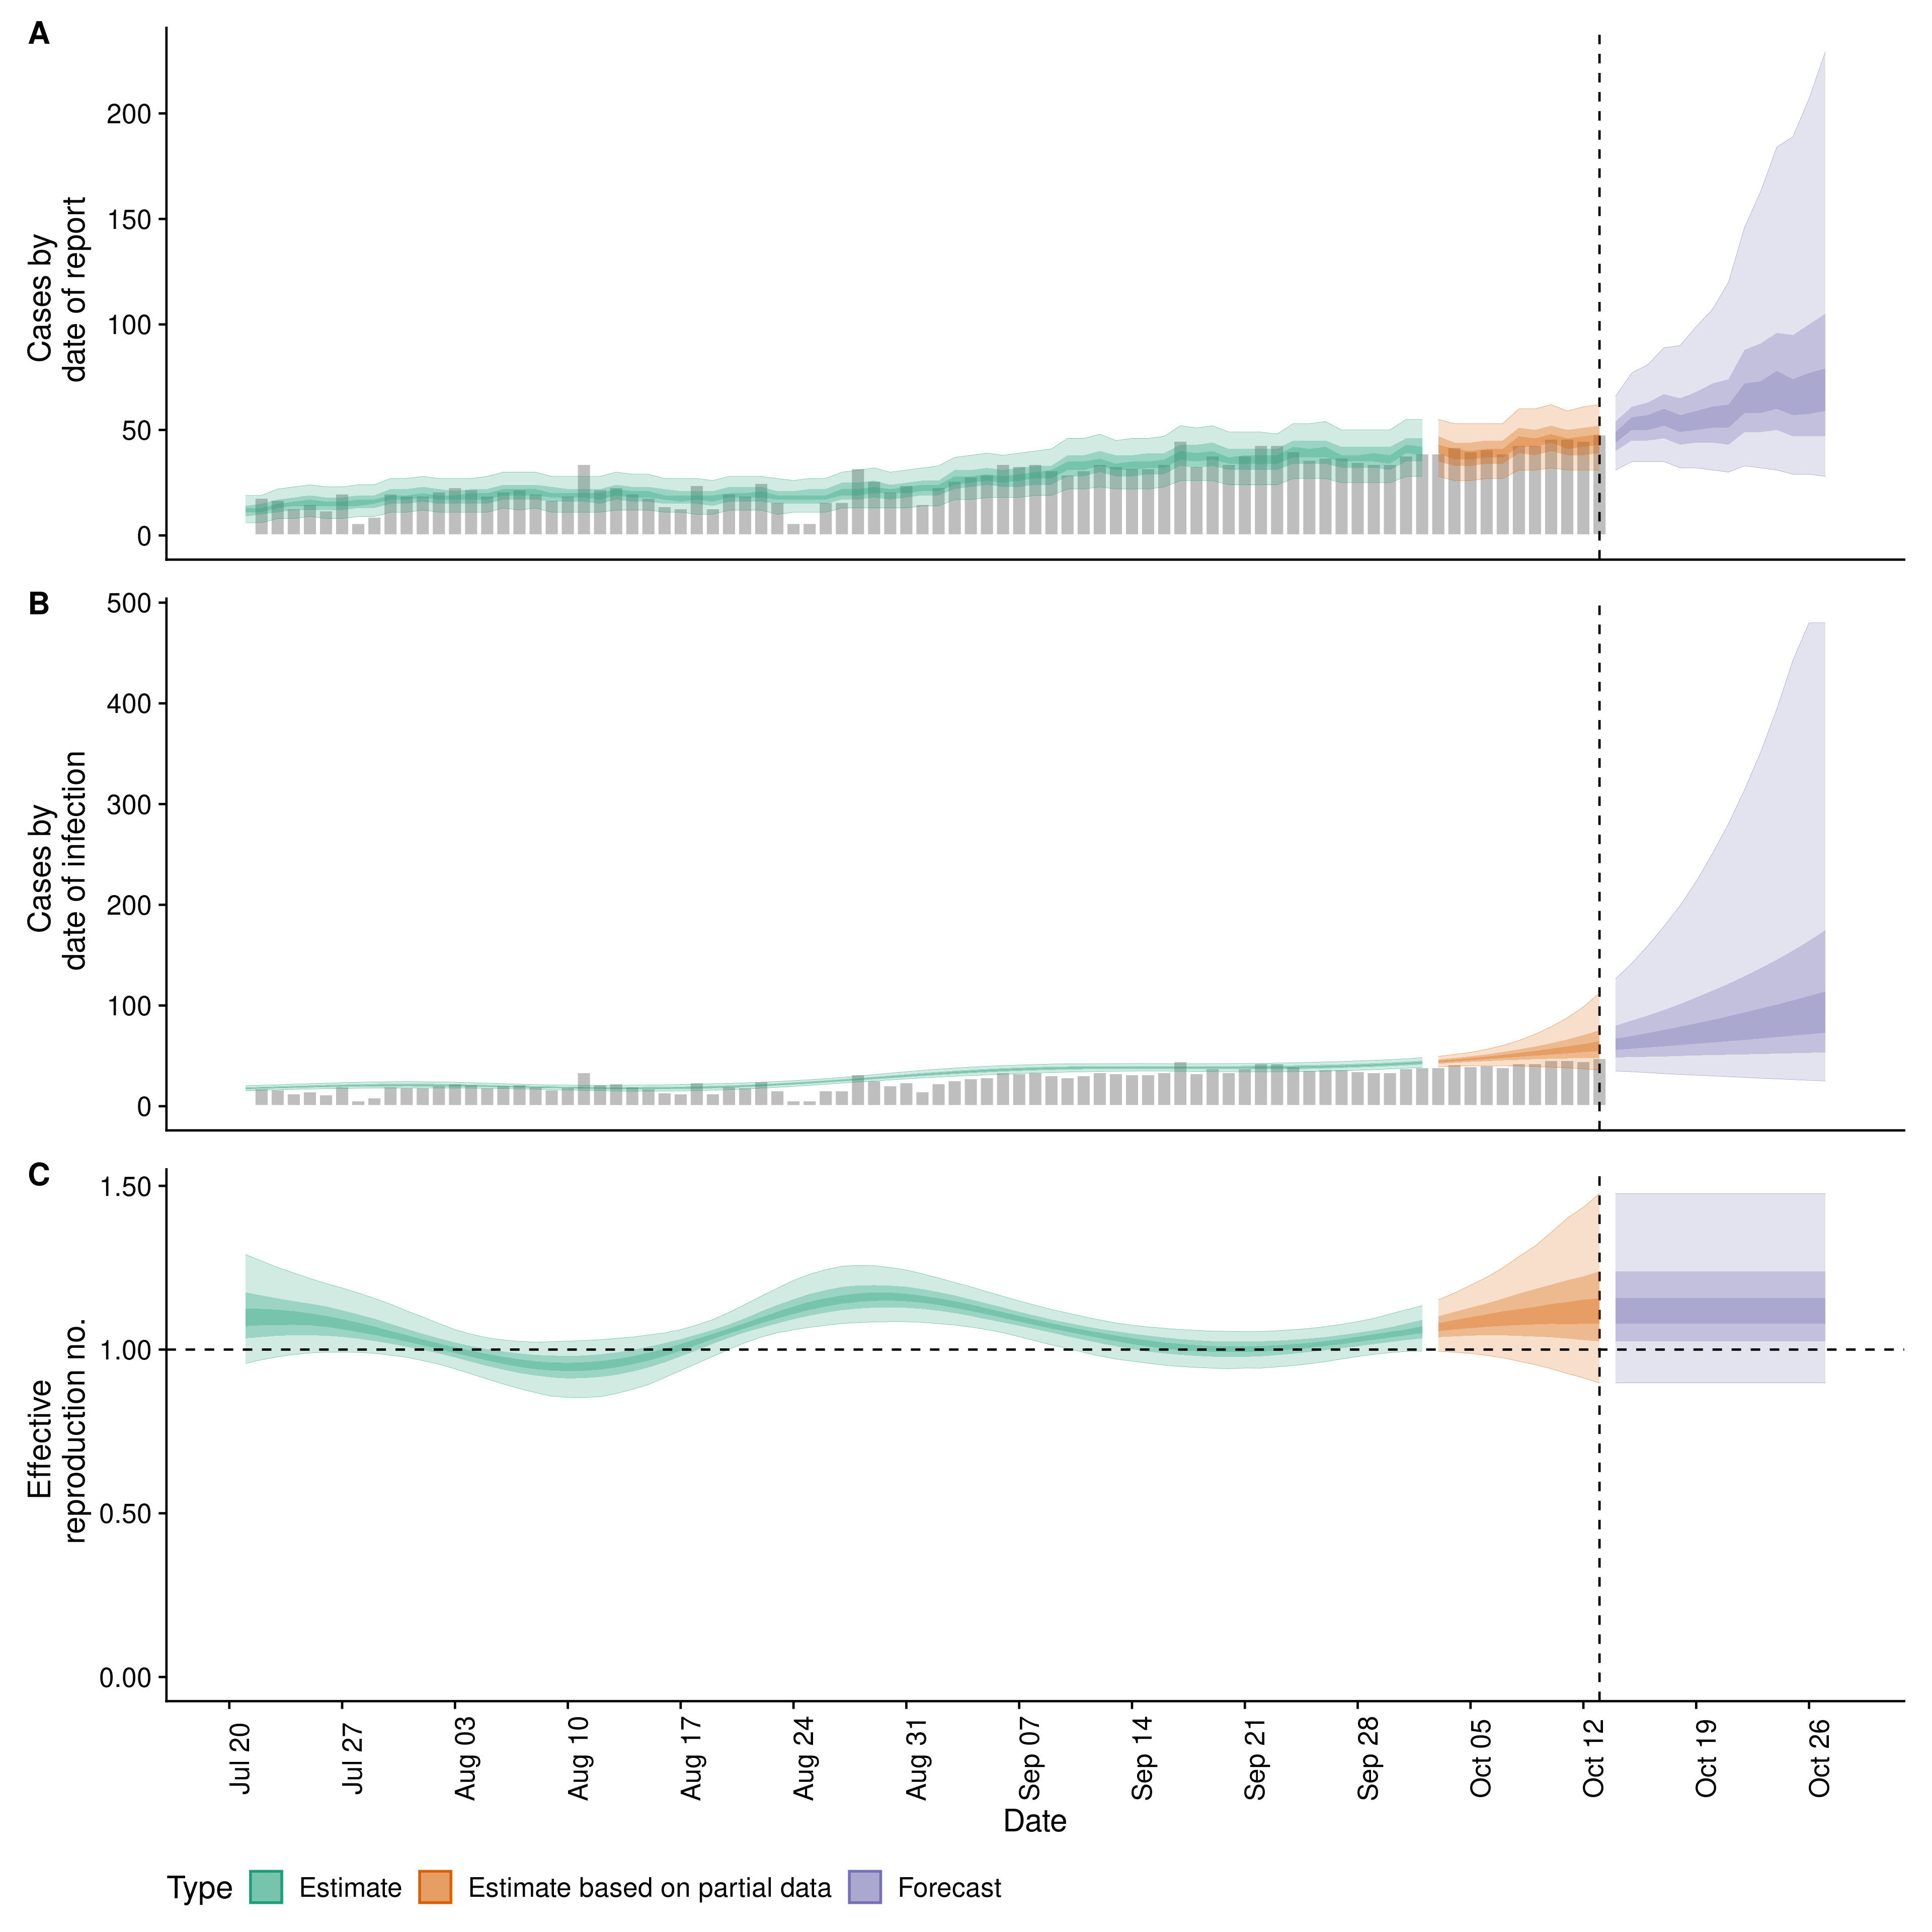 A
Cases by
date of report
200
150
100
50
0
B
Cases by
date of infection
500
400
300
200
100
0
C
Effective
reproduction no.
1.50
1.00
0.50
0.00
Jul 20
Jul 27
Aug 03
Aug 10
Aug 17
Aug 24
Aug 31
Sep 07
Sep 14
Sep 21
Sep 28
Oct 05
Oct 12
Oct 19
Oct 26
Date
Type Estimate Estimate based on partial data Forecast